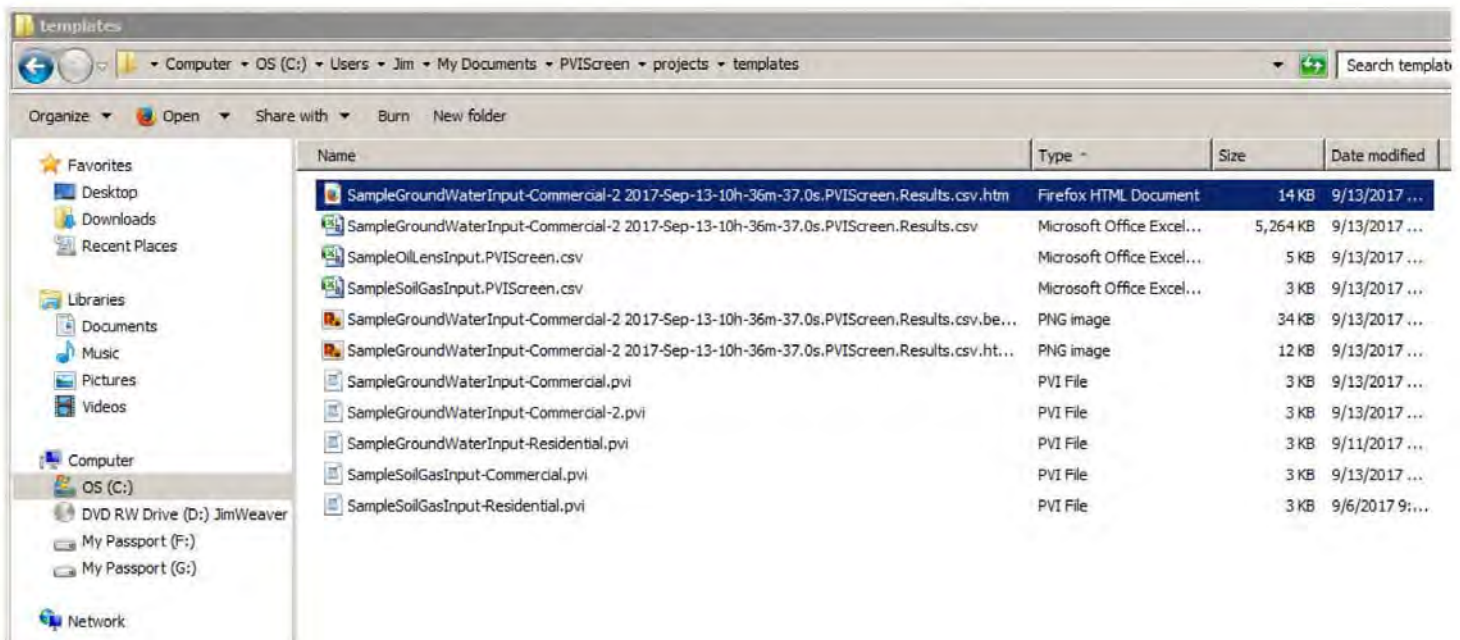 templates
Computer OS (C:) Users Jim My Documents PVIScreen projects templates Search templat
Organize Open Share with Burn New folder
Favorites
Desktop
Downloads
Recent Places
Libraries
Documents
Music
Pictures
Videos
Computer
OS (C:)
DVD RW Drive (D:) JimWeaver
My Passport (F:)
My Passport (G:)
Network
Name Type Size Date modified
SampleGroundWaterInput-Commercial-2 2017-Sep-13-10h-36m-37.0s.PVIScreen.Results.csv.htm Firefox HTML Document 14 KB 9/13/2017 ...
SampleGroundWaterInput-Commercial-2 2017-Sep-13-10h-36m-37.0s.PVIScreen.Results.csv Microsoft Office Excel... 5,264 KB 9/13/2017 ...
SampleOilLensInput.PVIScreen.csv Microsoft Office Excel... 5 KB 9/13/2017 ...
SampleSoilGasInput.PVIScreen.csv Microsoft Office Excel... 3 KB 9/13/2017 ...
SampleGroundWaterInput-Commercial-2 2017-Sep-13-10h-36m-37.0s.PVIScreen.Results.csv.be... PNG image 34 KB 9/13/2017 ...
SampleGroundWaterInput-Commercial-2 2017-Sep-13-10h-36m-37.0s.PVIScreen.Results.csv.ht... PNG image 12 KB 9/13/2017 ...
SampleGroundWaterInput-Commercial.pvi PVI File 3 KB 9/13/2017 ...
SampleGroundWaterInput-Commercial-2.pvi PVI File 3 KB 9/13/2017 ...
SampleGroundWaterInput-Residential.pvi PVI File 3 KB 9/11/2017 ...
SampleSoilGasInput-Commercial.pvi PVI File 3 KB 9/13/2017 ...
SampleSoilGasInput-Residential.pvi PVI File 3 KB 9/6/2017 9:...